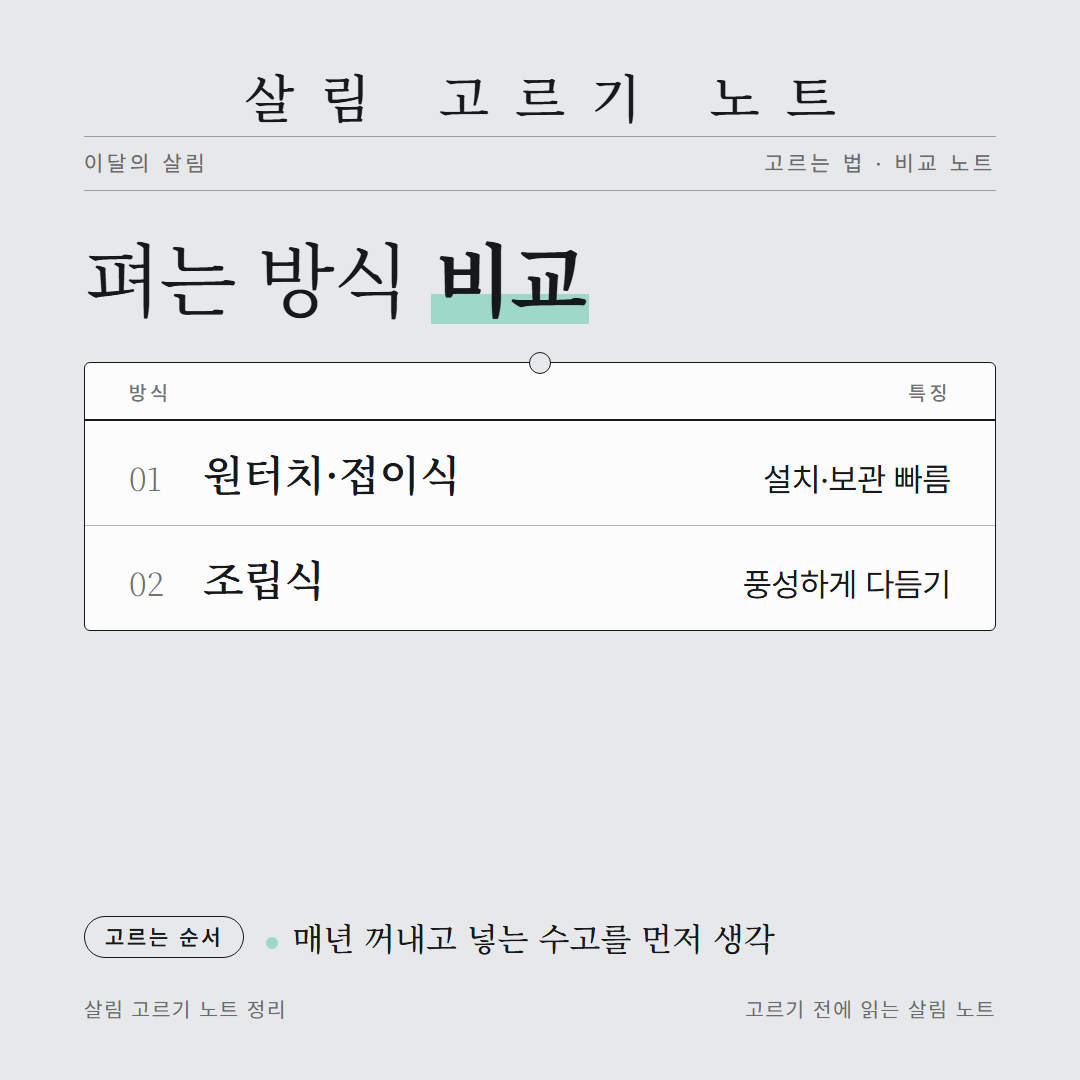 살림 고르기 노트
이달의 살림
고르는 법 · 비교 노트
펴는 방식 비교
방식
특징
01 원터치·접이식 설치·보관 빠름
02 조립식 풍성하게 다듬기
고르는 순서 매년 꺼내고 넣는 수고를 먼저 생각
살림 고르기 노트 정리
고르기 전에 읽는 살림 노트